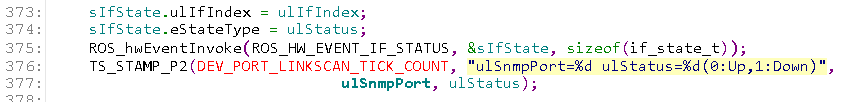 373: sIfState.ulIfIndex = ulIfIndex;
374: sIfState.eStateType = ulStatus;
375: ROS_hwEventInvoke(ROS_HW_EVENT_IF_STATUS, &sIfState, sizeof(if_state_t));
376: TS_STAMP_P2(DEV_PORT_LINKSCAN_TICK_COUNT, "ulSnmpPort=%d ulStatus=%d(0:Up,1:Down)",
377: ulSnmpPort, ulStatus);
378: